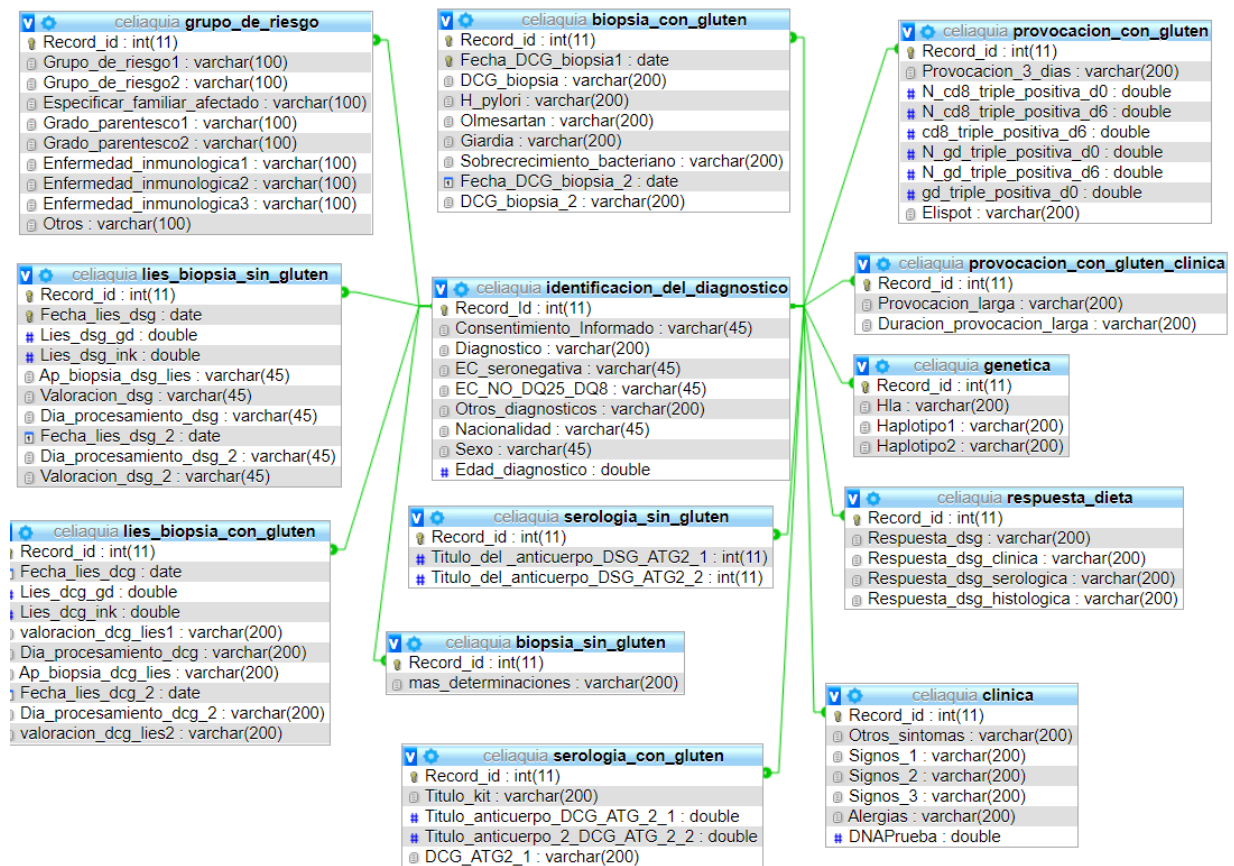 celiaquia grupo_de_riesgo
Record_id : int(11)
Grupo_de_riesgo1 : varchar(100)
Grupo_de_riesgo2 : varchar(100)
Especificar_familiar_afectado : varchar(100)
Grado_parentesco1 : varchar(100)
Grado_parentesco2 : varchar(100)
Enfermedad_inmunologica1 : varchar(100)
Enfermedad_inmunologica2 : varchar(100)
Enfermedad_inmunologica3 : varchar(100)
Otros : varchar(100)
celiaquia biopsia_con_gluten
Record_id : int(11)
Fecha_DCG_biopsia1 : date
DCG_biopsia : varchar(200)
H_pylori : varchar(200)
Olmesartan : varchar(200)
Giardia : varchar(200)
Sobrecrecimiento_bacteriano : varchar(200)
Fecha_DCG_biopsia_2 : date
DCG_biopsia_2 : varchar(200)
celiaquia provocacion_con_gluten
Record_id : int(11)
Provocacion_3_dias : varchar(200)
N_cd8_triple_positiva_d0 : double
N_cd8_triple_positiva_d6 : double
cd8_triple_positiva_d6 : double
N_gd_triple_positiva_d0 : double
N_gd_triple_positiva_d6 : double
gd_triple_positiva_d0 : double
Elispot : varchar(200)
celiaquia lies_biopsia_sin_gluten
Record_id : int(11)
Fecha_lies_dsg : date
Lies_dsg_gd : double
Lies_dsg_ink : double
Ap_biopsia_dsg_lies : varchar(45)
Valoracion_dsg : varchar(45)
Dia_procesamiento_dsg : varchar(45)
Fecha_lies_dsg_2 : date
Dia_procesamiento_dsg_2 : varchar(45)
Valoracion_dsg_2 : varchar(45)
celiaquia identificacion_del_diagnostico
Record_Id : int(11)
Consentimiento_Informado : varchar(45)
Diagnostico : varchar(200)
EC_seronegativa : varchar(45)
EC_NO_DQ25_DQ8 : varchar(45)
Otros_diagnosticos : varchar(200)
Nacionalidad : varchar(45)
Sexo : varchar(45)
Edad_diagnostico : double
celiaquia provocacion_con_gluten_clinica
Record_id : int(11)
Provocacion_larga : varchar(200)
Duracion_provocacion_larga : varchar(200)
celiaquia genetica
Record_id : int(11)
Hla : varchar(200)
Haplotipo1 : varchar(200)
Haplotipo2 : varchar(200)
celiaquia lies_biopsia_con_gluten
Record_id : int(11)
Fecha_lies_dcg : date
Lies_dcg_gd : double
Lies_dcg_ink : double
valoracion_dcg_lies1 : varchar(200)
Dia_procesamiento_dcg : varchar(200)
Ap_biopsia_dcg_lies : varchar(200)
Fecha_lies_dcg_2 : date
Dia_procesamiento_dcg_2 : varchar(200)
valoracion_dcg_lies2 : varchar(200)
celiaquia serologia_sin_gluten
Record_id : int(11)
Titulo_del _anticuerpo_DSG_ATG2_1 : int(11)
Titulo_del_anticuerpo_DSG_ATG2_2 : int(11)
celiaquia respuesta_dieta
Record_id : int(11)
Respuesta_dsg : varchar(200)
Respuesta_dsg_clinica : varchar(200)
Respuesta_dsg_serologica : varchar(200)
Respuesta_dsg_histologica : varchar(200)
celiaquia biopsia_sin_gluten
Record_id : int(11)
mas_determinaciones : varchar(200)
celiaquia serologia_con_gluten
Record_id : int(11)
Titulo_kit : varchar(200)
Titulo_anticuerpo_DCG_ATG_2_1 : double
Titulo_anticuerpo_2_DCG_ATG_2_2 : double
DCG_ATG2_1 : varchar(200)
celiaquia clinica
Record_id : int(11)
Otros_sintomas : varchar(200)
Signos_1 : varchar(200)
Signos_2 : varchar(200)
Signos_3 : varchar(200)
Alergias : varchar(200)
DNAPrueba : double